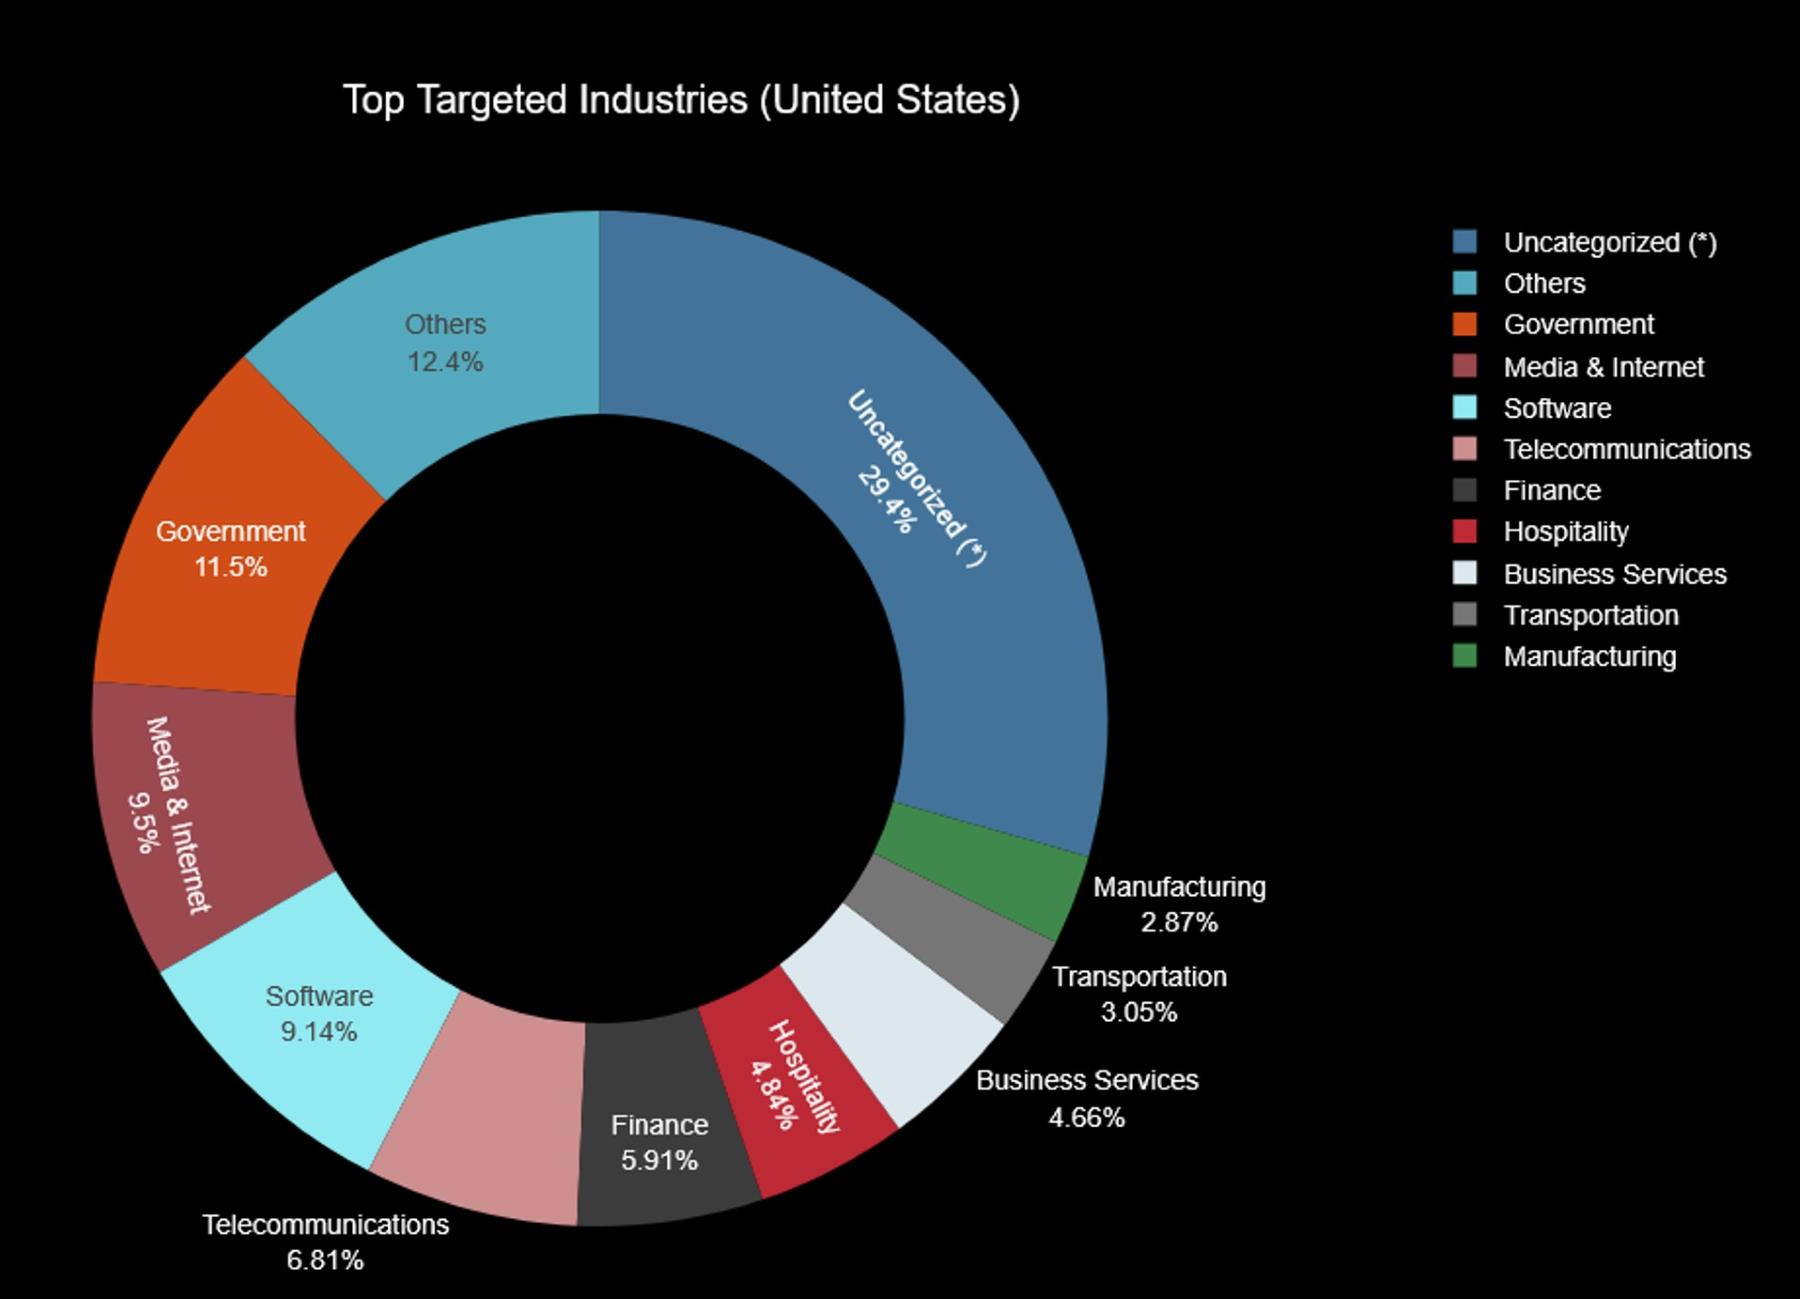 Top Targeted Industries (United States)
Others
12.4%
Uncategorized (*)
29.4%
Government
11.5%
Media & Internet
9.5%
Software
9.14%
Telecommunications
6.81%
Finance
5.91%
Hospitality
4.84%
Business Services
4.66%
Transportation
3.05%
Manufacturing
2.87%
Uncategorized (*)
Others
Government
Media & Internet
Software
Telecommunications
Finance
Hospitality
Business Services
Transportation
Manufacturing